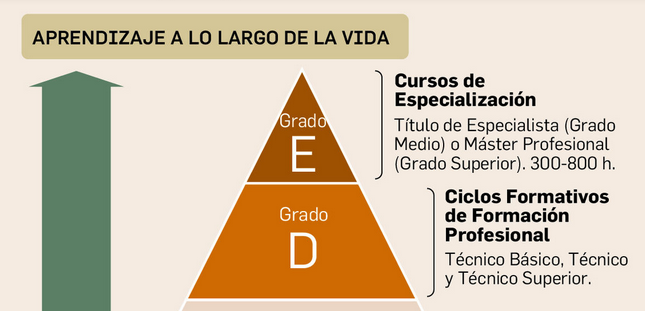 APRENDIZAJE A LO LARGO DE LA VIDA
Grado
E
Cursos de
Especialización
Título de Especialista (Grado
Medio) o Máster Profesional
(Grado Superior). 300-800 h.
Grado
D
Ciclos Formativos
de Formación
Profesional
Técnico Básico, Técnico
y Técnico Superior.